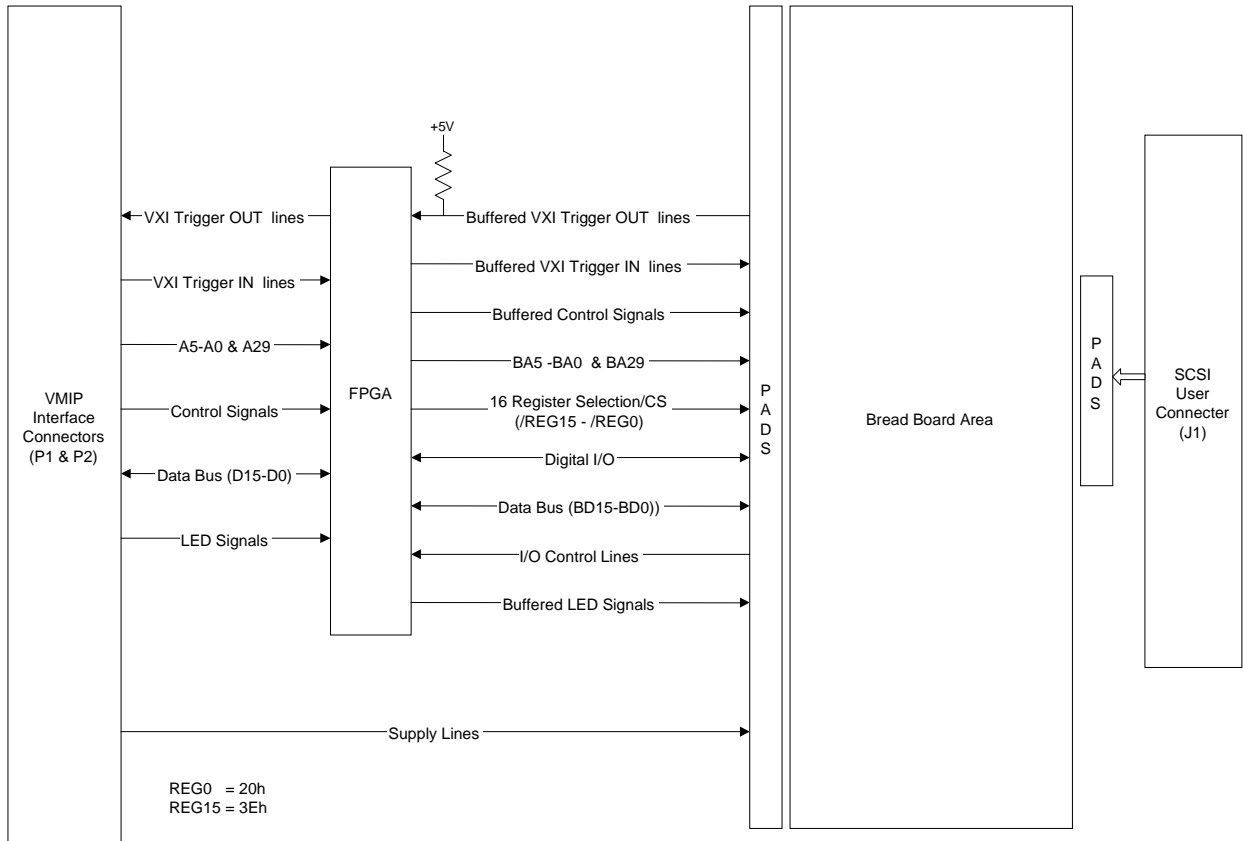 +5V
VXI Trigger OUT lines
Buffered VXI Trigger OUT lines
VXI Trigger IN lines
Buffered VXI Trigger IN lines
Buffered Control Signals
A5-A0 & A29
BA5 -BA0 & BA29
VMIP
Interface
Connectors
(P1 & P2)
FPGA
Control Signals
16 Register Selection/CS
(/REG15 - /REG0)
Digital I/O
Data Bus (D15-D0)
Data Bus (BD15-BD0))
LED Signals
I/O Control Lines
Buffered LED Signals
Supply Lines
P
A
D
S
Bread Board Area
P
A
D
S
SCSI
User
Connecter
(J1)
REG0 = 20h
REG15 = 3Eh